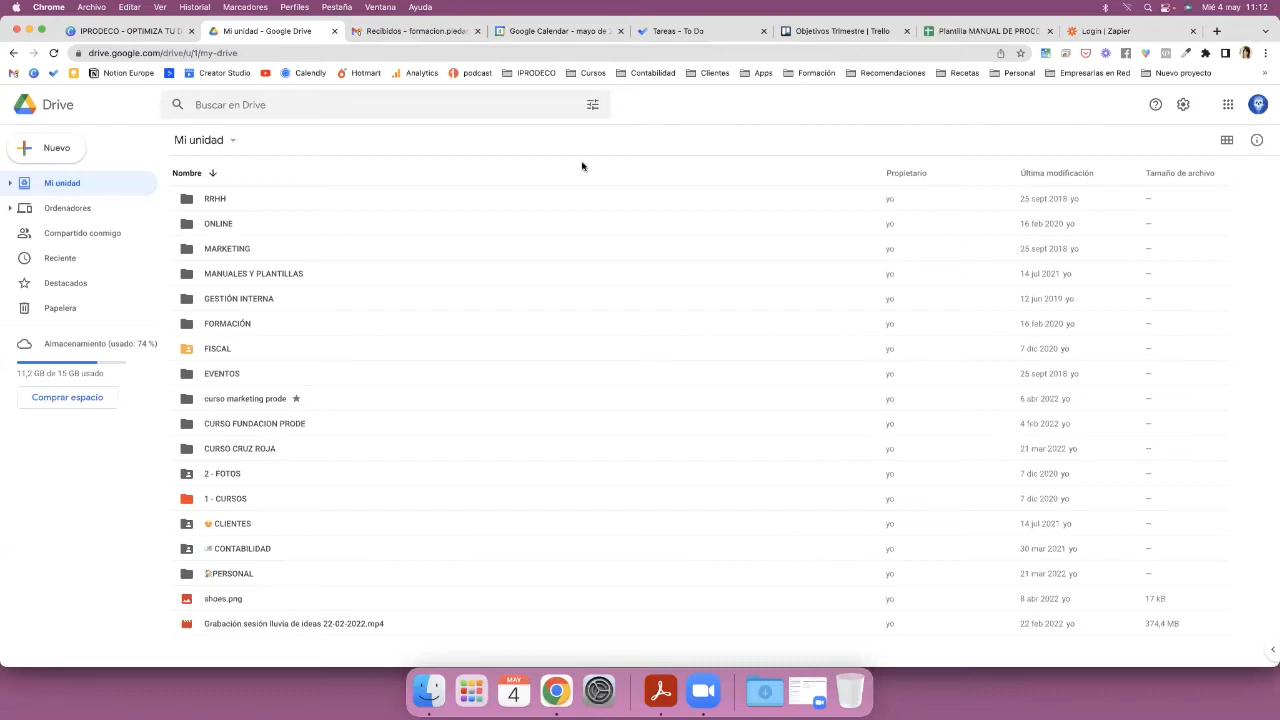 Chrome Archivo Editar Ver Historial Marcadores Perfiles Pestaña Ventana Ayuda Mié 4 may 11:12
IPRODECO - OPTIMIZA TU D Mi unidad - Google Drive Recibidos - formacion.pieda Google Calendar - mayo de 2 Tareas - To Do Objetivos Trimestre | Trello Plantilla MANUAL DE PROCE Login | Zapier
drive.google.com/drive/u/1/my-drive
Notion Europe Creator Studio Calendly Hotmart Analytics podcast IPRODECO Cursos Contabilidad Clientes Apps Formación Recomendaciones Recetas Personal Empresarias en Red Nuevo proyecto »
Drive Buscar en Drive
Mi unidad
Nuevo
Nombre Propietario Última modificación Tamaño de archivo
Mi unidad
Ordenadores
Compartido conmigo
Reciente
Destacados
Papelera
Almacenamiento (usado: 74 %)
11,2 GB de 15 GB usado
Comprar espacio
RRHH yo 25 sept 2018 yo —
ONLINE yo 16 feb 2020 yo —
MARKETING yo 25 sept 2018 yo —
MANUALES Y PLANTILLAS yo 14 jul 2021 yo —
GESTIÓN INTERNA yo 12 jun 2019 yo —
FORMACIÓN yo 16 feb 2020 yo —
FISCAL yo 7 dic 2020 yo —
EVENTOS yo 25 sept 2018 yo —
curso marketing prode yo 6 abr 2022 yo —
CURSO FUNDACION PRODE yo 4 feb 2022 yo —
CURSO CRUZ ROJA yo 21 mar 2022 yo —
2 - FOTOS yo 7 dic 2020 yo —
1 - CURSOS yo 7 dic 2020 yo —
CLIENTES yo 14 jul 2021 yo —
CONTABILIDAD yo 30 mar 2021 yo —
PERSONAL yo 21 mar 2022 yo —
shoes.png yo 8 abr 2022 yo 17 kB
Grabación sesión lluvia de ideas 22-02-2022.mp4 yo 22 feb 2022 yo 374,4 MB
MAY
4